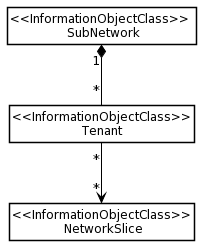 <<InformationObjectClass>>
SubNetwork
1
*
<<InformationObjectClass>>
Tenant
*
*
<<InformationObjectClass>>
NetworkSlice